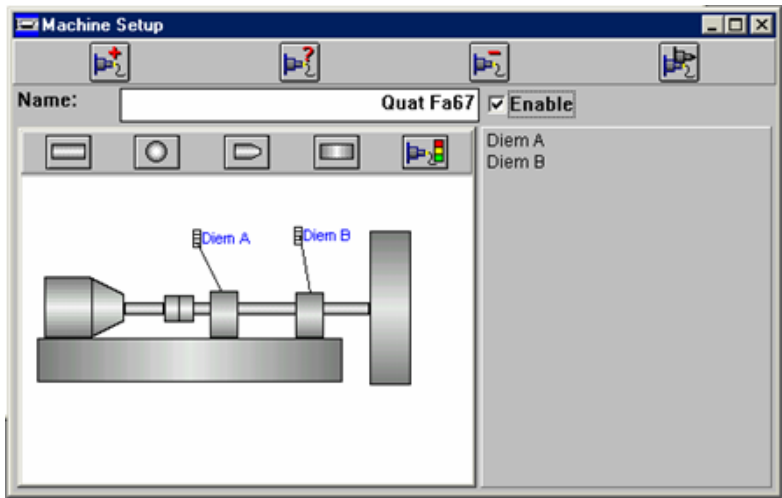 Machine Setup
Name: Quat Fa67 Enable
Diem A
Diem B
Diem A Diem B